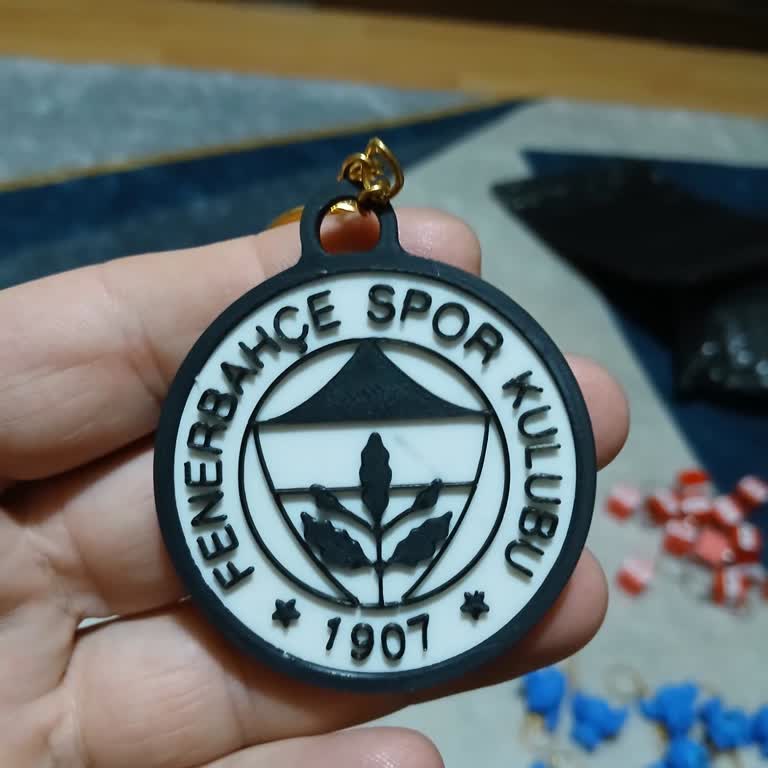 FENERBAHÇE SPOR KULUBU
1907